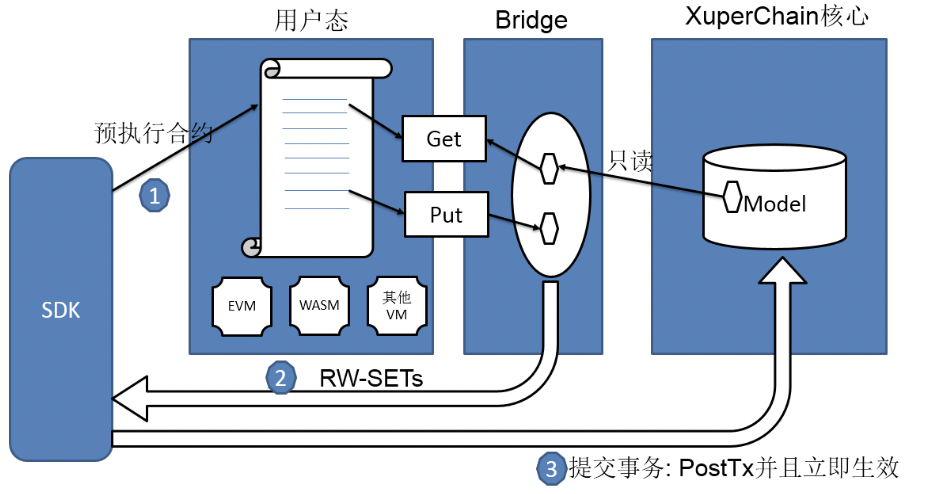 用户态
Bridge
XuperChain核心
预执行合约
Get
只读
1
Put
Model
SDK
EVM
WASM
其他
VM
2
RW-SETs
3
提交事务: PostTx并且立即生效